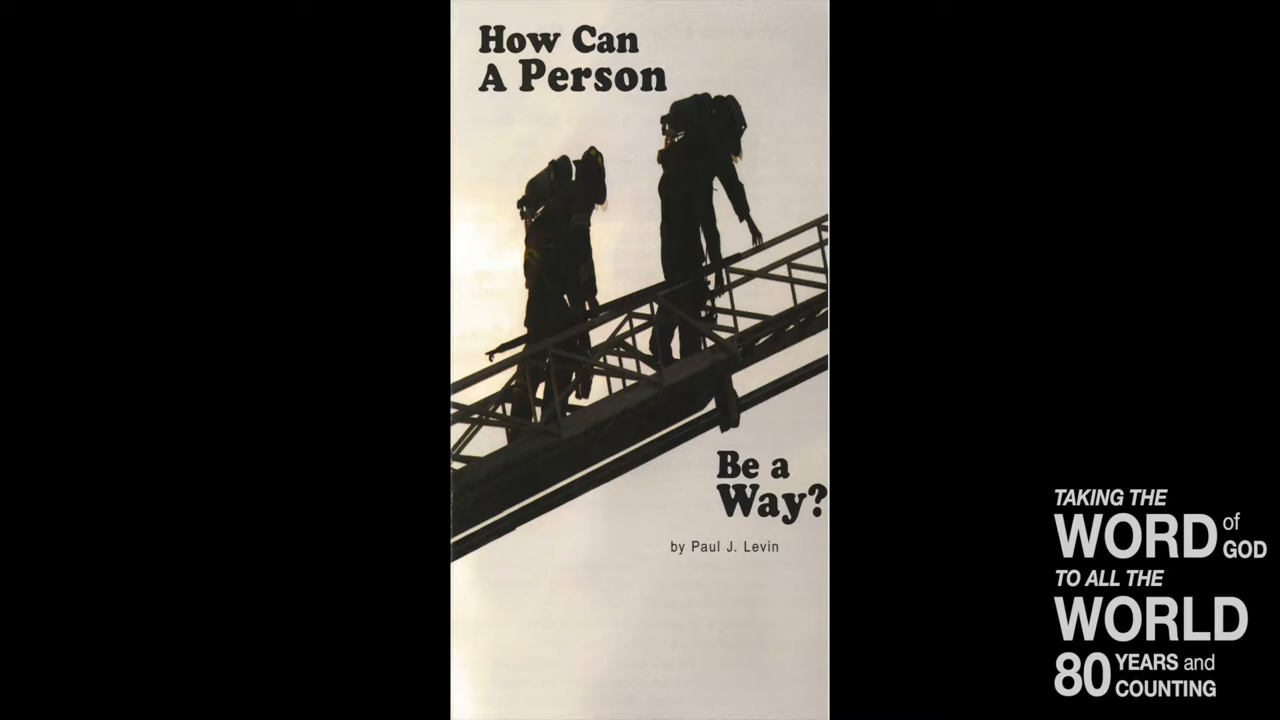 How Can
A Person
Be a
Way?
by Paul J. Levin
TAKING THE
WORD of GOD
TO ALL THE
WORLD
80 YEARS and COUNTING